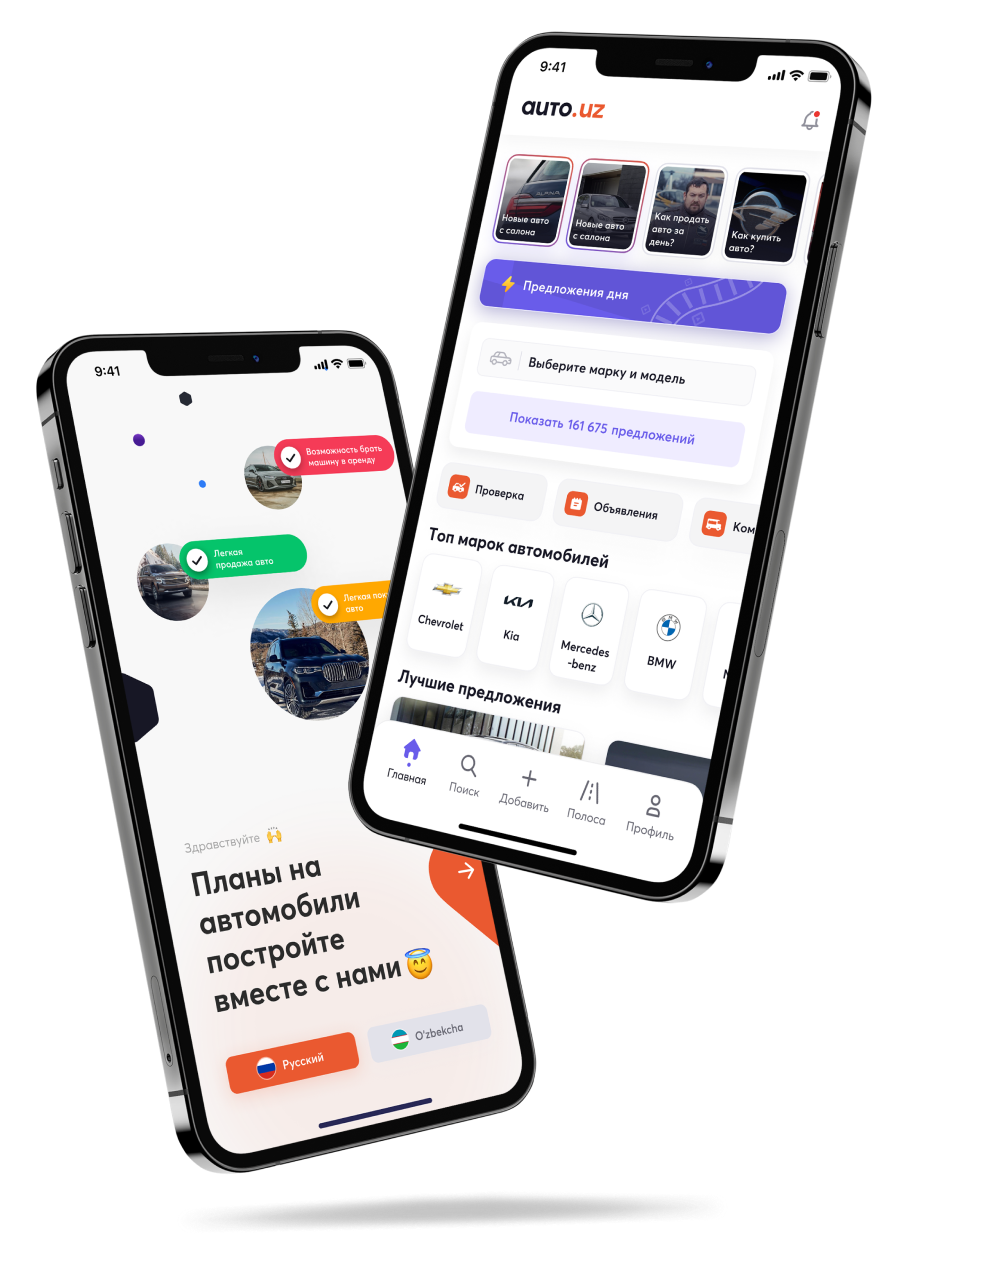 9:41
ауто.uz
ALPINA
Новые авто
с салона
Новые авто
с салона
Как продать
авто за
день?
Как купить
авто?
Предложения дня
Выберите марку и модель
Показать 161 675 предложений
Проверка
Объявления
Ком
Топ марок автомобилей
Chevrolet
Kia
Mercedes
-benz
BMW
Лучшие предложения
Главная
Поиск
Добавить
Полоса
Профиль
9:41
Возможность брать
машину в аренду
Легкая
продажа авто
Легкая пок
авто
Здравствуйте
Планы на
автомобили
постройте
вместе с нами
Русский
O'zbekcha